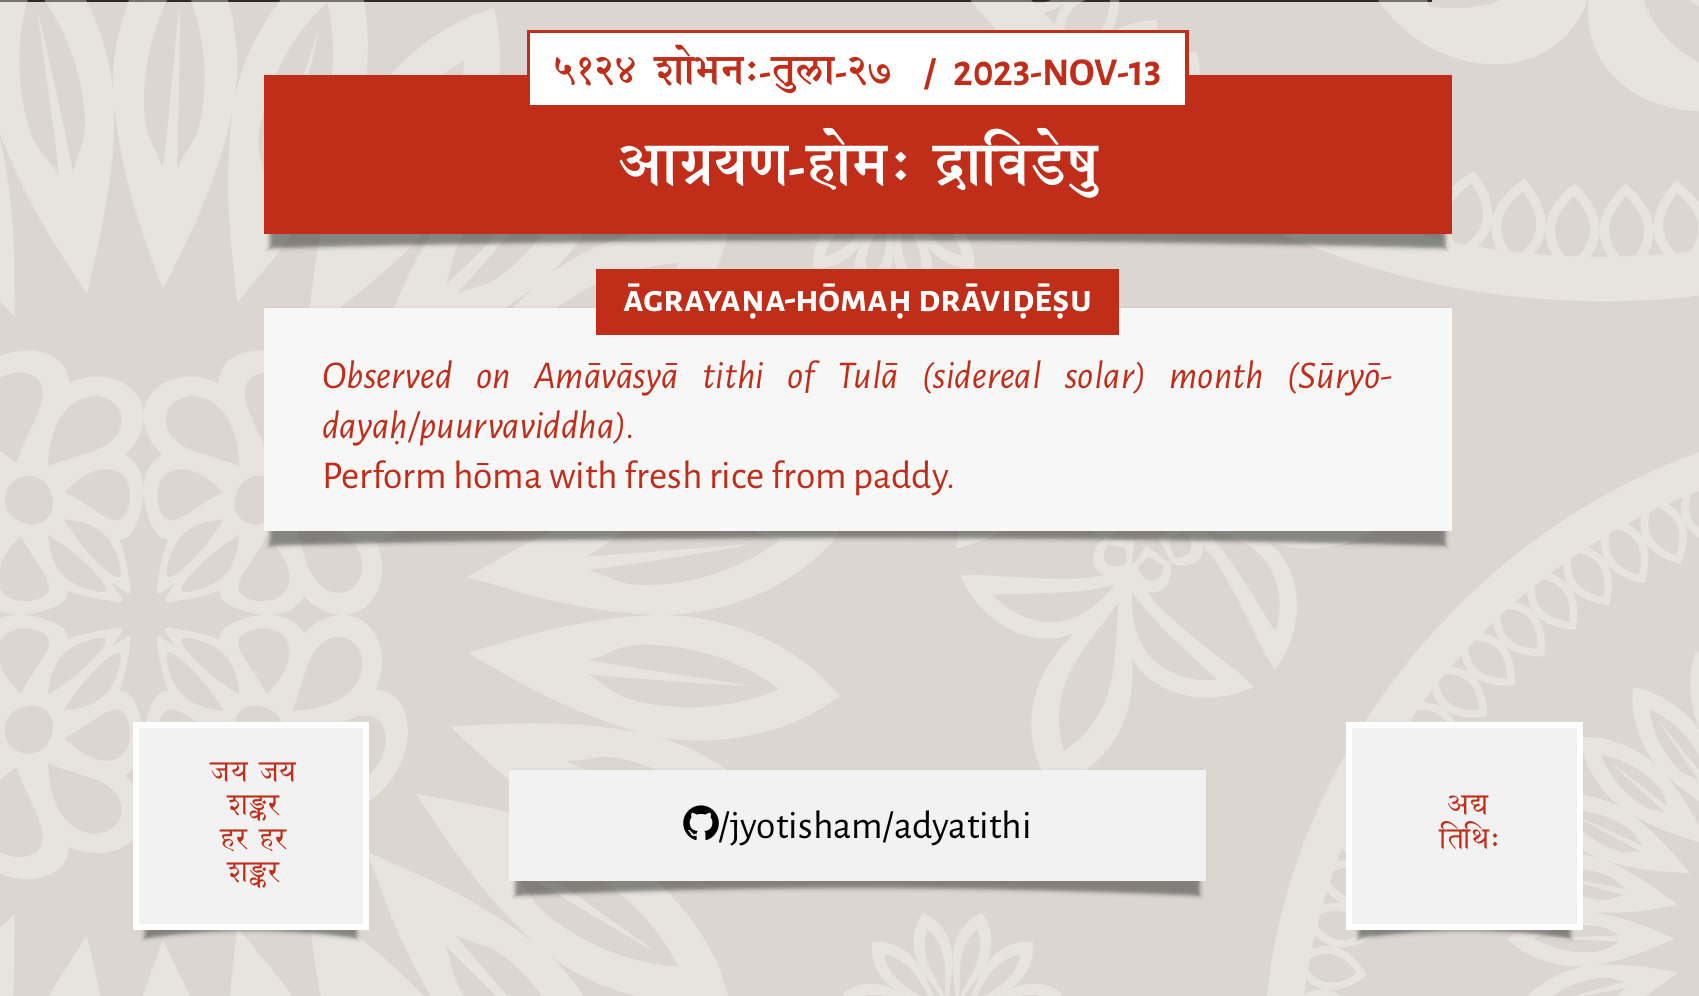 ५१२४ शोभनः-तुला-२७ / 2023-NOV-13
आग्रयण-होमः द्राविडेषु
ĀGRAYAṆA-HŌMAḤ DRĀVIḌĒṢU
Observed on Amāvāsyā tithi of Tulā (sidereal solar) month (Sūryō-
dayaḥ/puurvaviddha).
Perform hōma with fresh rice from paddy.
जय जय
शङ्कर
हर हर
शङ्कर
/jyotisham/adyatithi
अद्य
तिथिः